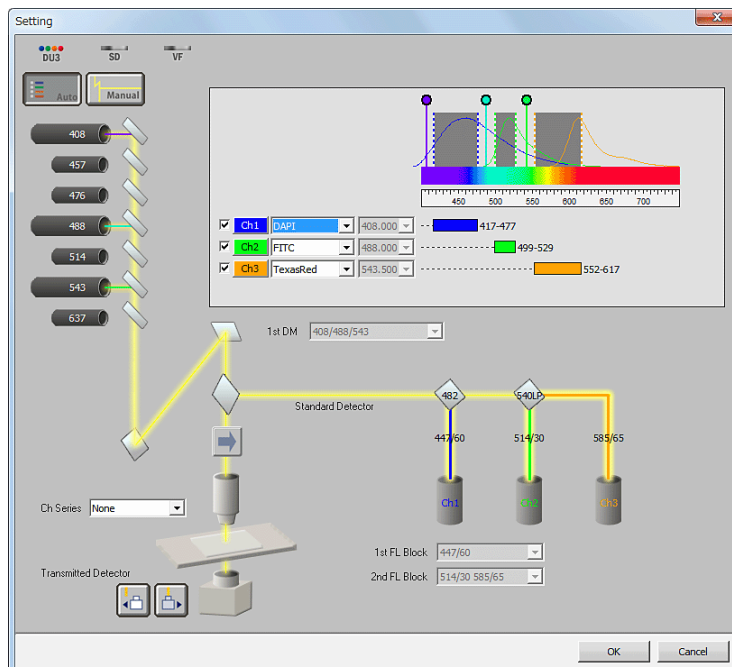 Setting
DU3 SD VF
Auto Manual
408
457
476
488
514
543
637
450 500 550 600 650 700
Ch1 DAPI 408.000 417-477
Ch2 FITC 488.000 499-529
Ch3 TexasRed 543.500 552-617
1st DM 408/488/543
Standard Detector
482 540LP
447/60 514/30 585/65
Ch1 Ch2 Ch3
Ch Series None
1st FL Block 447/60
2nd FL Block 514/30 585/65
Transmitted Detector
OK Cancel